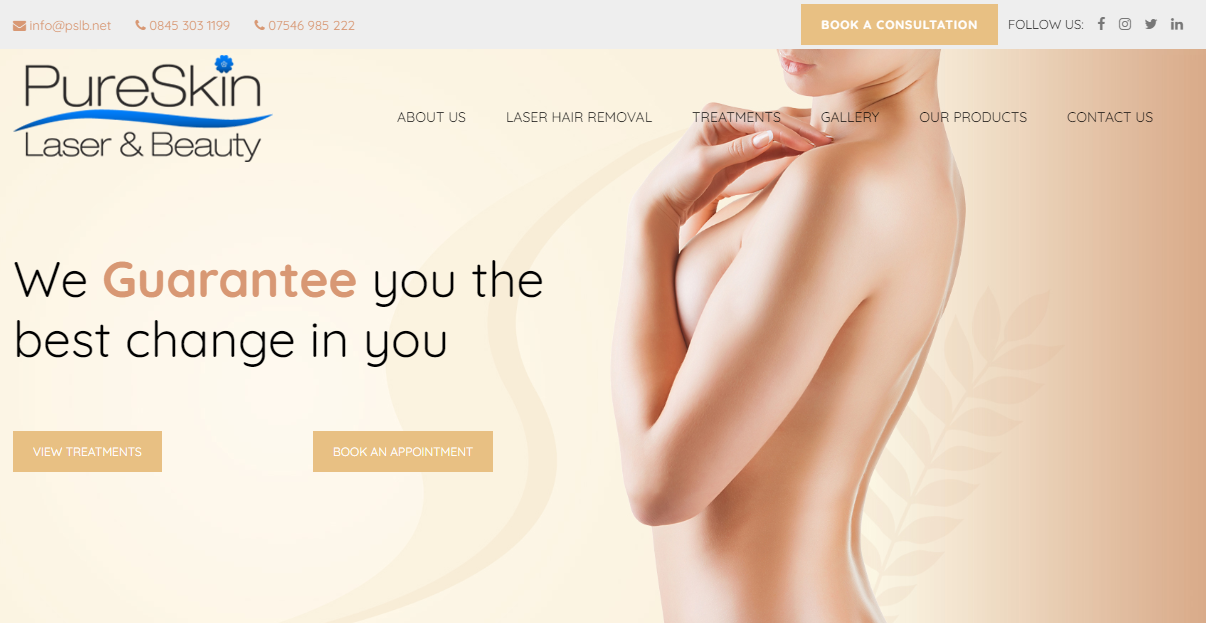 info@pslb.net 0845 303 1199 07546 985 222 BOOK A CONSULTATION FOLLOW US:
PureSkin
Laser & Beauty
ABOUT US LASER HAIR REMOVAL TREATMENTS GALLERY OUR PRODUCTS CONTACT US
We Guarantee you the
best change in you
VIEW TREATMENTS BOOK AN APPOINTMENT